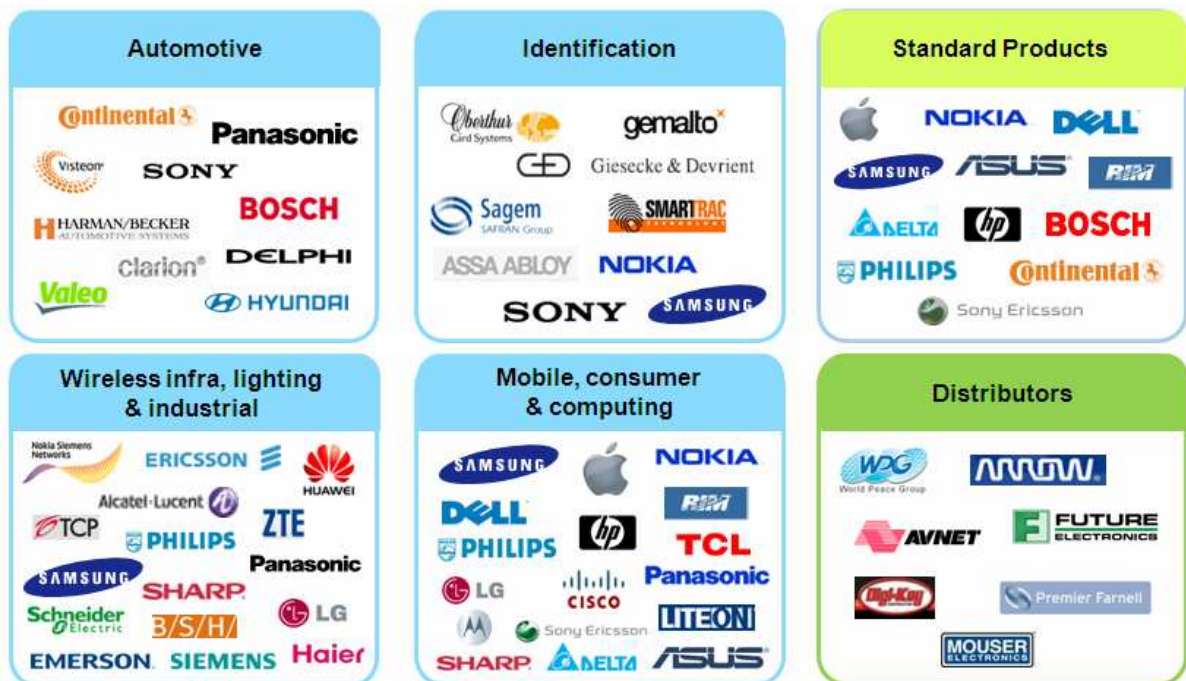 Automotive
Continental
Panasonic
Visteon
SONY
BOSCH
HARMAN/BECKER
AUTOMOTIVE SYSTEMS
clarion®
DELPHI
Valeo
HYUNDAI
Identification
Oberthur
Card Systems
gemalto
Giesecke & Devrient
Sagem
SAFRAN Group
SMARTRAC
TECHNOLOGY
ASSA ABLOY
NOKIA
SONY
SAMSUNG
Standard Products
NOKIA
DELL
SAMSUNG
ASUS
RIM
DELTA
hp
BOSCH
PHILIPS
Continental
Sony Ericsson
Wireless infra, lighting
& industrial
Nokia Siemens
Networks
ERICSSON
HUAWEI
Alcatel·Lucent
TCP
PHILIPS
ZTE
SAMSUNG
Panasonic
SHARP
Schneider
Electric
B/S/H/
LG
EMERSON.
SIEMENS
Haier
Mobile, consumer
& computing
SAMSUNG
NOKIA
DELL
RIM
PHILIPS
hp
TCL
LG
CISCO
Panasonic
Sony Ericsson
LITEON
SHARP
DELTA
ASUS
Distributors
WPG
World Peace Group
ARROW
AVNET
FUTURE
ELECTRONICS
Digi-Key
Premier Farnell
MOUSER
ELECTRONICS